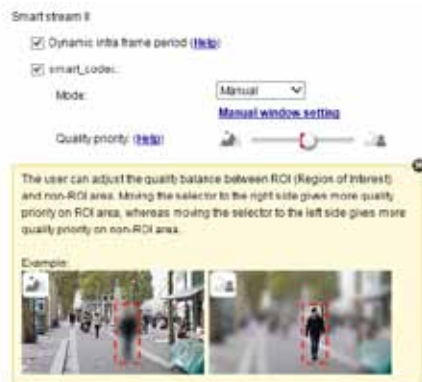 Smart stream II
Dynamic intra frame period (Help)
smart_codec:
Mode: Manual
Manual window setting
Quality priority: (Help)
The user can adjust the quality balance between ROI (Region of Interest)
and non-ROI area. Moving the selector to the right side gives more quality
priority on ROI area, whereas moving the selector to the left side gives more
quality priority on non-ROI area.
Example: